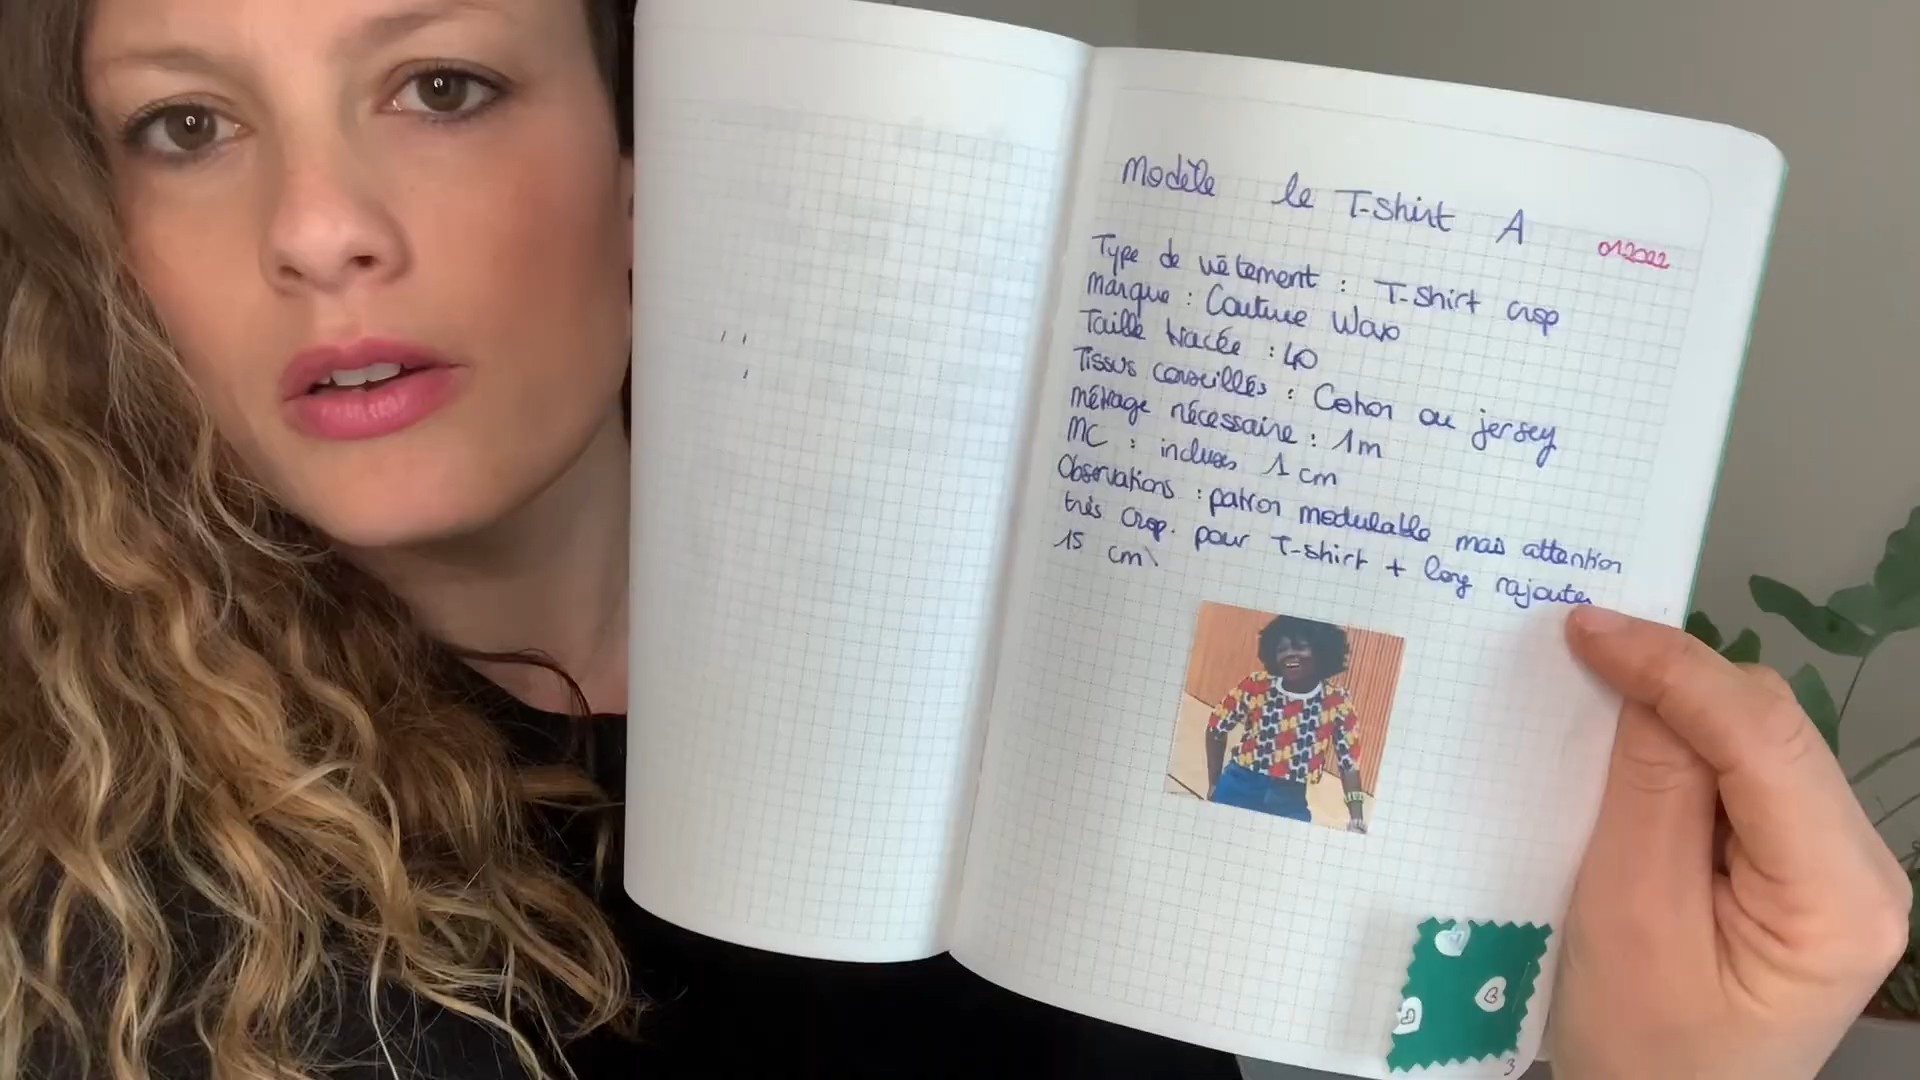 Modèle le T-shirt A
01 2022
Type de vêtement : T-shirt crop
Marque : Couture Wax
Taille tracée : 40
Tissus conseillés : Coton ou jersey
Métrage nécessaire : 1m
MC : incluses 1 cm
Observations : patron modulable mais attention
très crop. pour T-shirt + long rajouter
15 cm
3